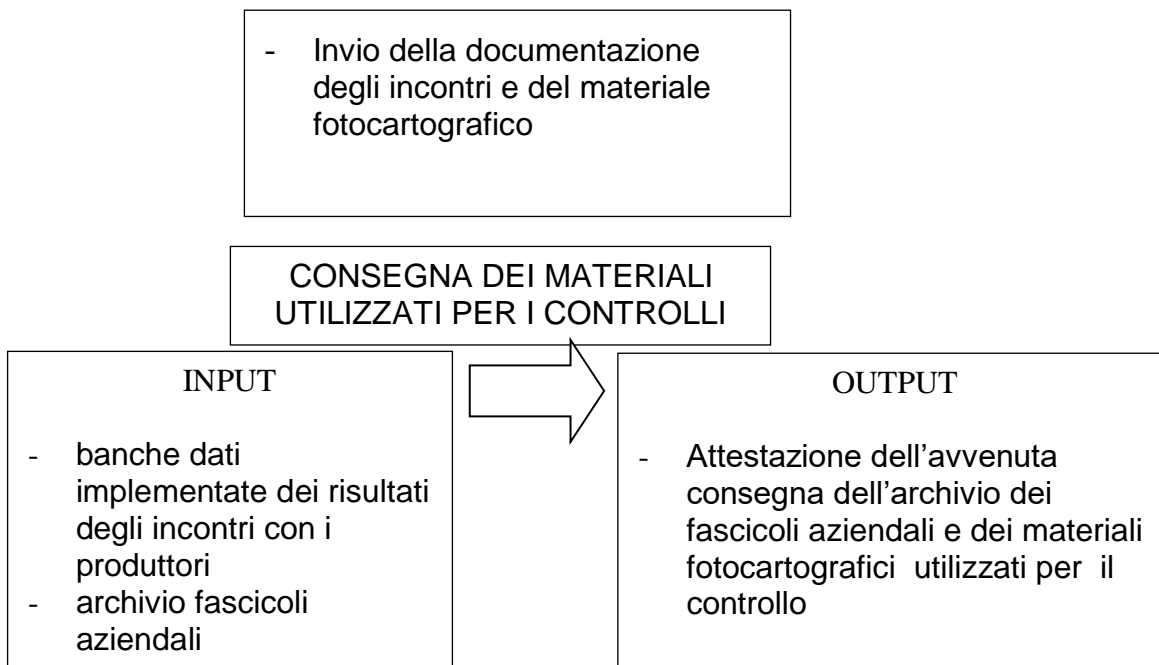 - Invio della documentazione
degli incontri e del materiale
fotocartografico
CONSEGNA DEI MATERIALI
UTILIZZATI PER I CONTROLLI
INPUT
- banche dati
implementate dei risultati
degli incontri con i
produttori
- archivio fascicoli
aziendali
OUTPUT
- Attestazione dell’avvenuta
consegna dell’archivio dei
fascicoli aziendali e dei materiali
fotocartografici utilizzati per il
controllo